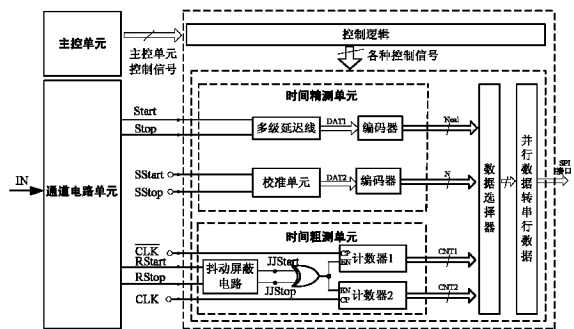 主控单元
主控单元
控制信号
控制逻辑
各种控制信号
时间精测单元
Start
Stop
多级延迟线
DAT1
编码器
Ncal
IN
通道电路单元
SStart
SStop
校准单元
DAT2
编码器
N
数据选择器
并行数据转串行数据
SPI
接口
时间粗测单元
CLK
RStart
RStop
CLK
抖动屏蔽
电路
JJStart
JJStop
CP
EN
计数器1
CNT1
EN
CP
计数器2
CNT2